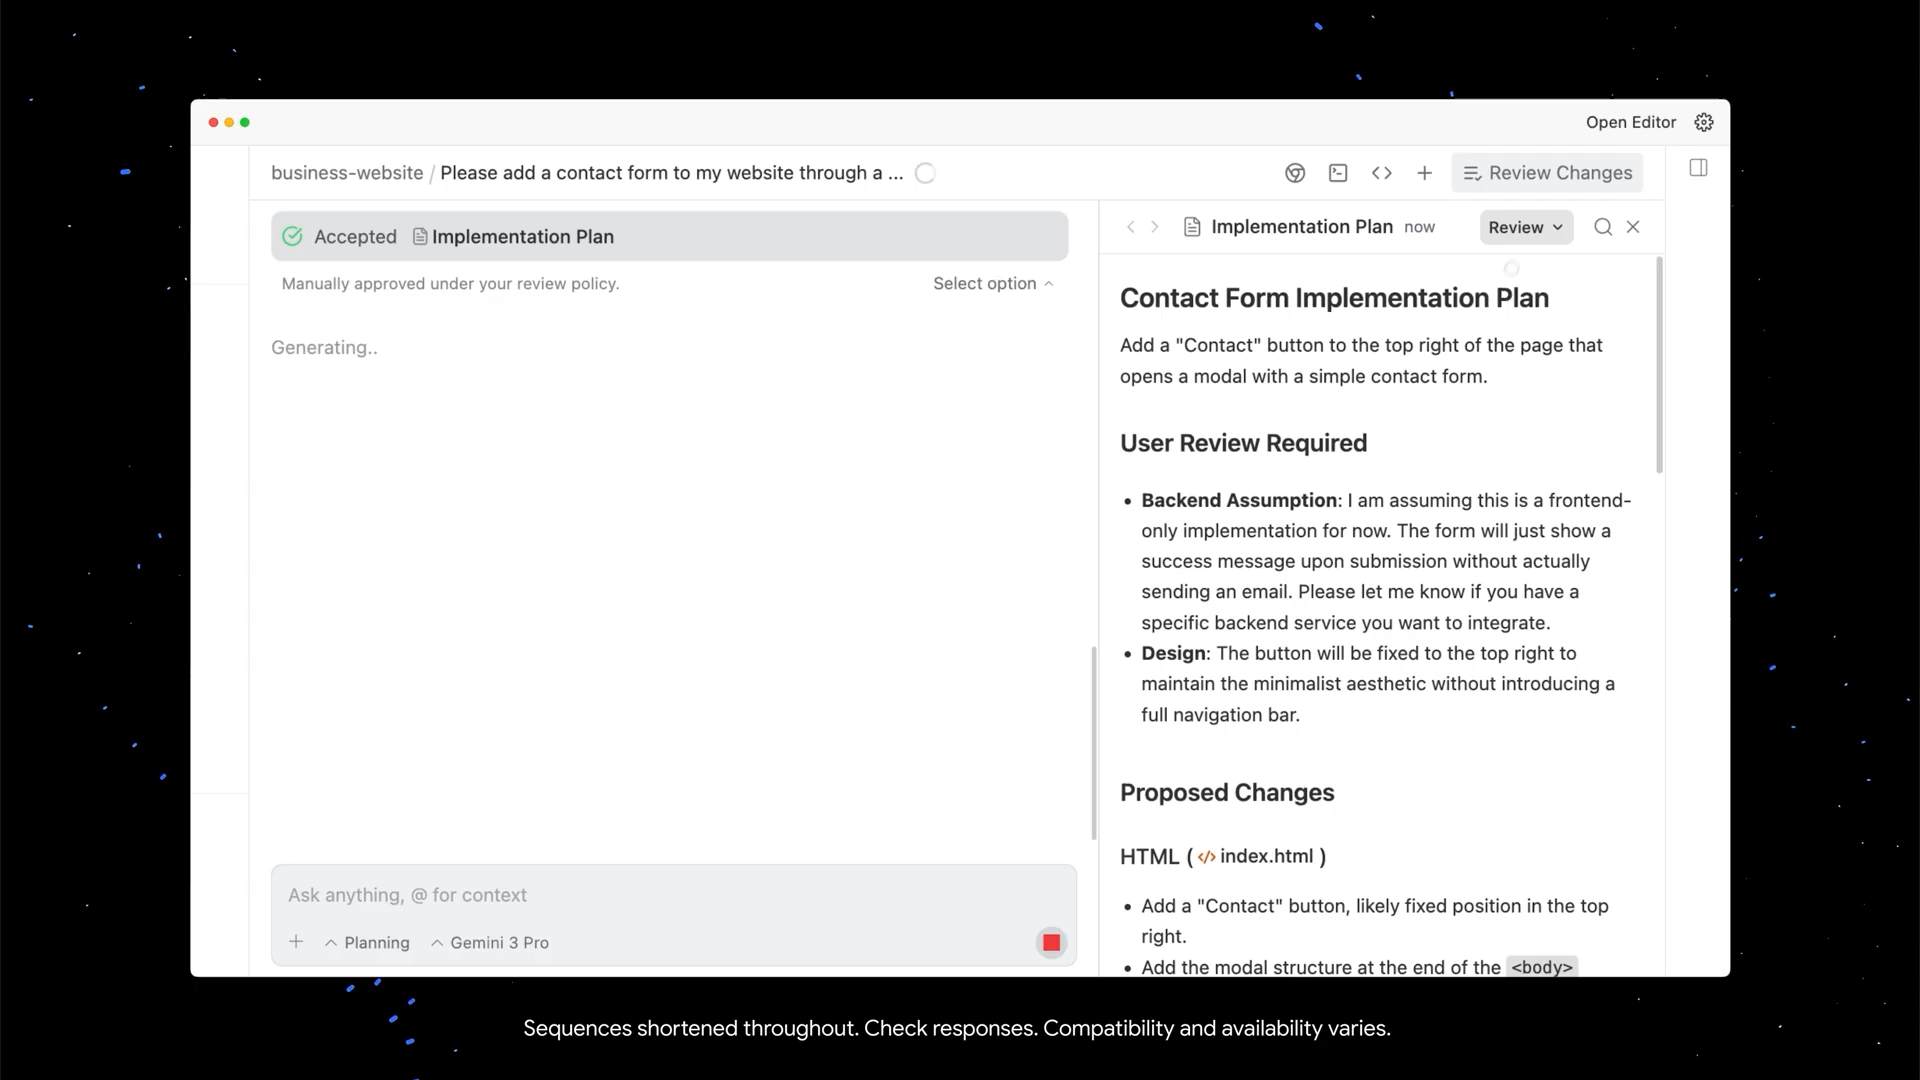 Open Editor
business-website / Please add a contact form to my website through a ...
Review Changes
Accepted Implementation Plan
Manually approved under your review policy.
Select option
Generating..
Ask anything, @ for context
Planning
Gemini 3 Pro
Implementation Plan now
Review
Contact Form Implementation Plan
Add a "Contact" button to the top right of the page that
opens a modal with a simple contact form.
User Review Required
• Backend Assumption: I am assuming this is a frontend-
only implementation for now. The form will just show a
success message upon submission without actually
sending an email. Please let me know if you have a
specific backend service you want to integrate.
• Design: The button will be fixed to the top right to
maintain the minimalist aesthetic without introducing a
full navigation bar.
Proposed Changes
HTML ( </> index.html )
• Add a "Contact" button, likely fixed position in the top
right.
• Add the modal structure at the end of the <body>
Sequences shortened throughout. Check responses. Compatibility and availability varies.